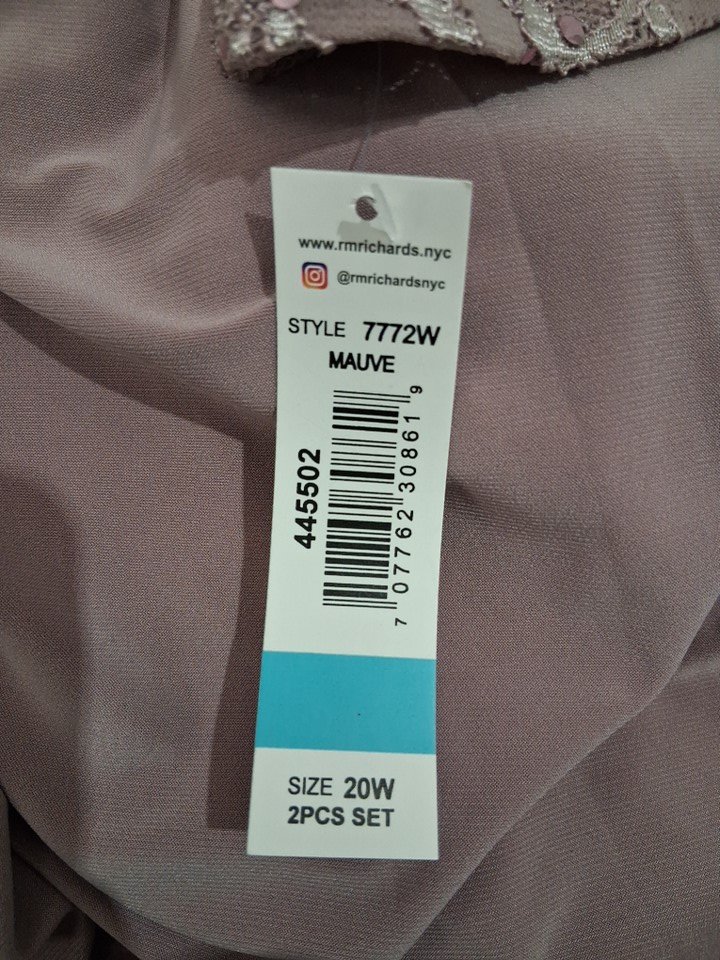 www.rmrichards.nyc
@rmrichardsnyc
STYLE 7772W
MAUVE
445502
7 07762 30861 9
SIZE 20W
2PCS SET